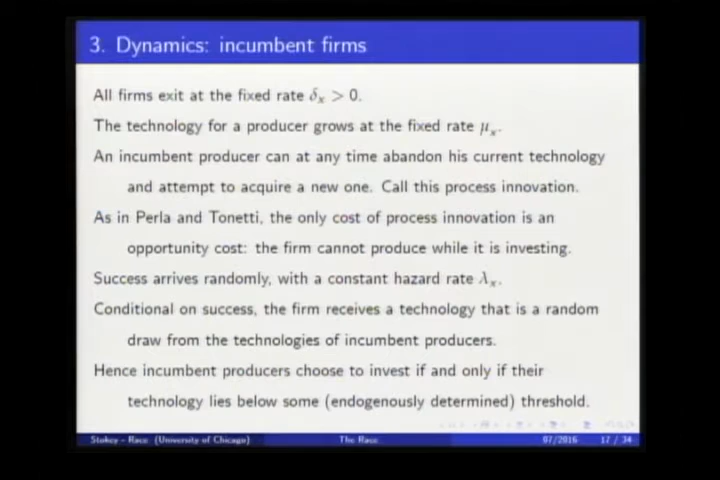 3. Dynamics: incumbent firms
All firms exit at the fixed rate δₓ > 0.
The technology for a producer grows at the fixed rate μₓ.
An incumbent producer can at any time abandon his current technology
and attempt to acquire a new one. Call this process innovation.
As in Perla and Tonetti, the only cost of process innovation is an
opportunity cost: the firm cannot produce while it is investing.
Success arrives randomly, with a constant hazard rate λₓ.
Conditional on success, the firm receives a technology that is a random
draw from the technologies of incumbent producers.
Hence incumbent producers choose to invest if and only if their
technology lies below some (endogenously determined) threshold.
Stokey - Race (University of Chicago) The Race 07/2016 17 / 34